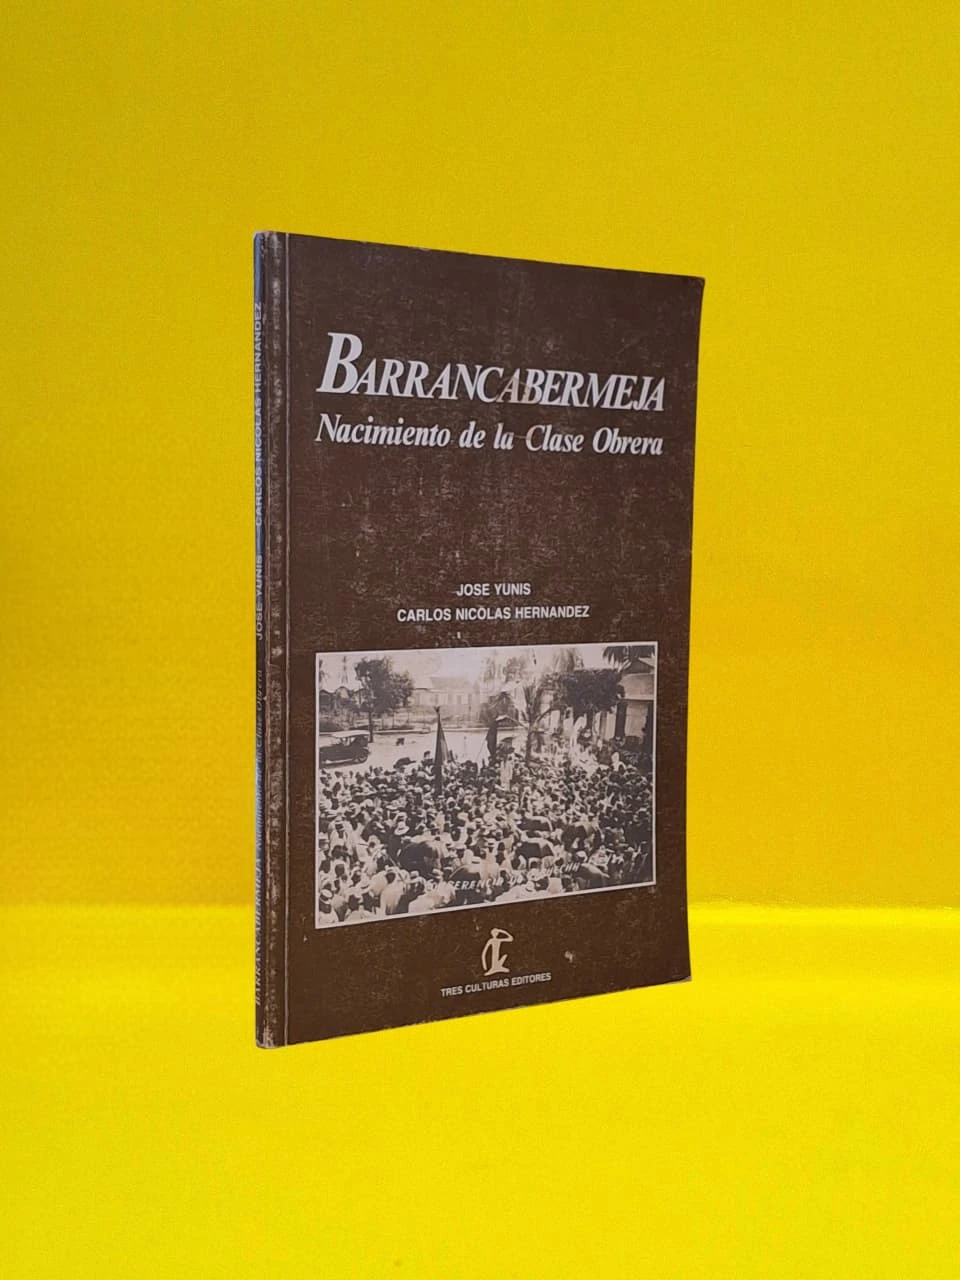 BARRANCABERMEJA
Nacimiento de la Clase Obrera
JOSE YUNIS
CARLOS NICOLAS HERNANDEZ
TRES CULTURAS EDITORES
BARRANCABERMEJA Nacimiento de la Clase Obrera JOSE YUNIS CARLOS NICOLAS HERNANDEZ